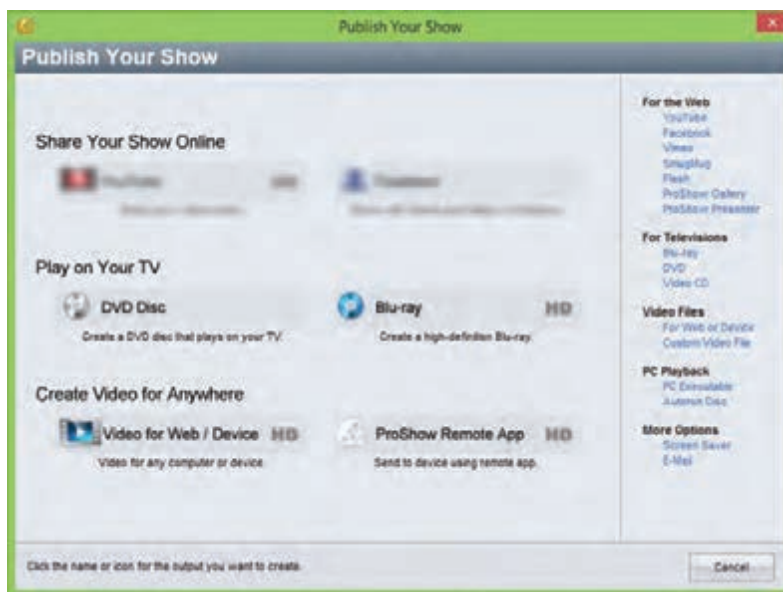 Publish Your Show
Publish Your Show
Share Your Show Online
Play on Your TV
DVD Disc
Create a DVD disc that plays on your TV.
Blu-ray HD
Create a high-definition Blu-ray.
Create Video for Anywhere
Video for Web / Device HD
Video for any computer or device
ProShow Remote App HD
Send to device using remote app.
For the Web
YouTube
Facebook
Vimeo
SmugMug
Flash
ProShow Gallery
ProShow Presenter
For Televisions
Blu-ray
DVD
Video CD
Video Files
For Web or Device
Custom Video File
PC Playback
PC Executable
Autorun Disc
More Options
Screen Saver
E-Mail
Click the name or icon for the output you want to create.
Cancel